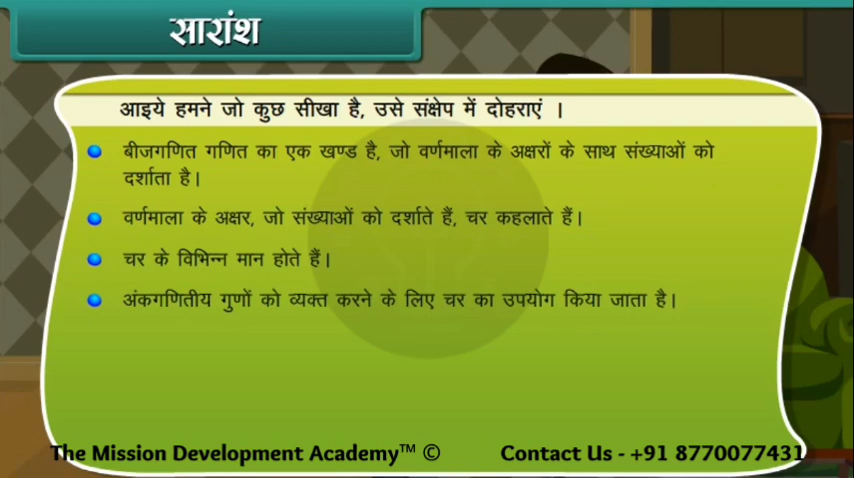 सारांश
आइये हमने जो कुछ सीखा है, उसे संक्षेप में दोहराएं ।
बीजगणित गणित का एक खण्ड है, जो वर्णमाला के अक्षरों के साथ संख्याओं को
दर्शाता है।
वर्णमाला के अक्षर, जो संख्याओं को दर्शाते हैं, चर कहलाते हैं।
चर के विभिन्न मान होते हैं।
अंकगणितीय गुणों को व्यक्त करने के लिए चर का उपयोग किया जाता है।
The Mission Development Academy™ © Contact Us - +91 8770077431